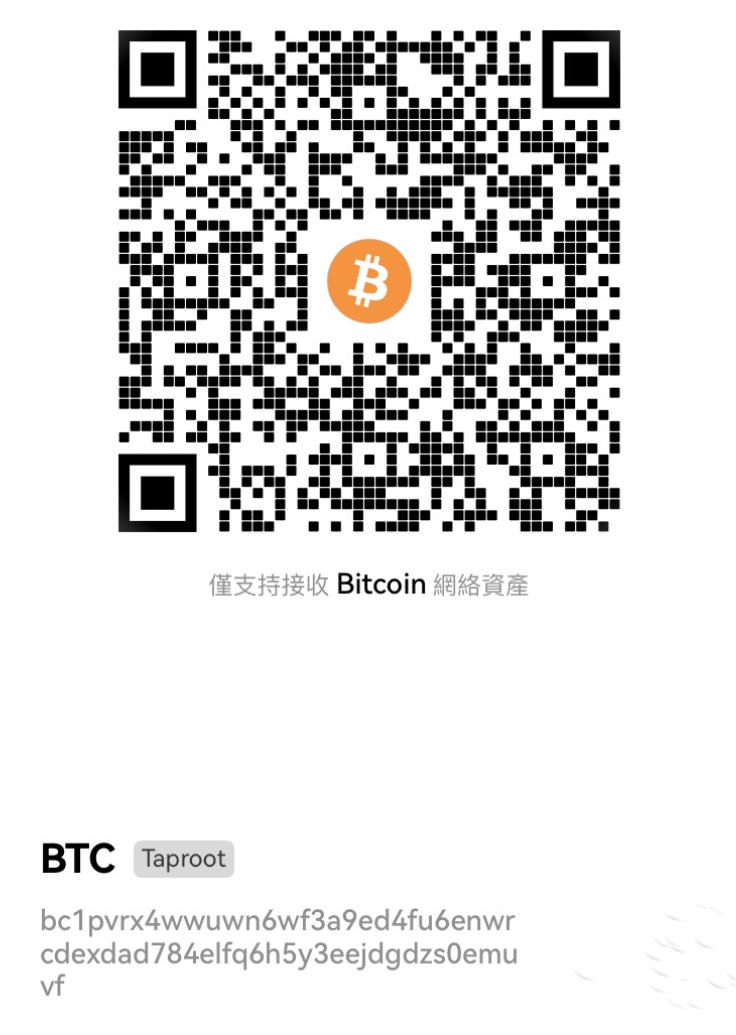 僅支持接收 Bitcoin 網絡資產
BTC Taproot
bc1pvrx4wwuwn6wf3a9ed4fu6enwr
cdexdad784elfq6h5y3eejdgdzs0emu
vf